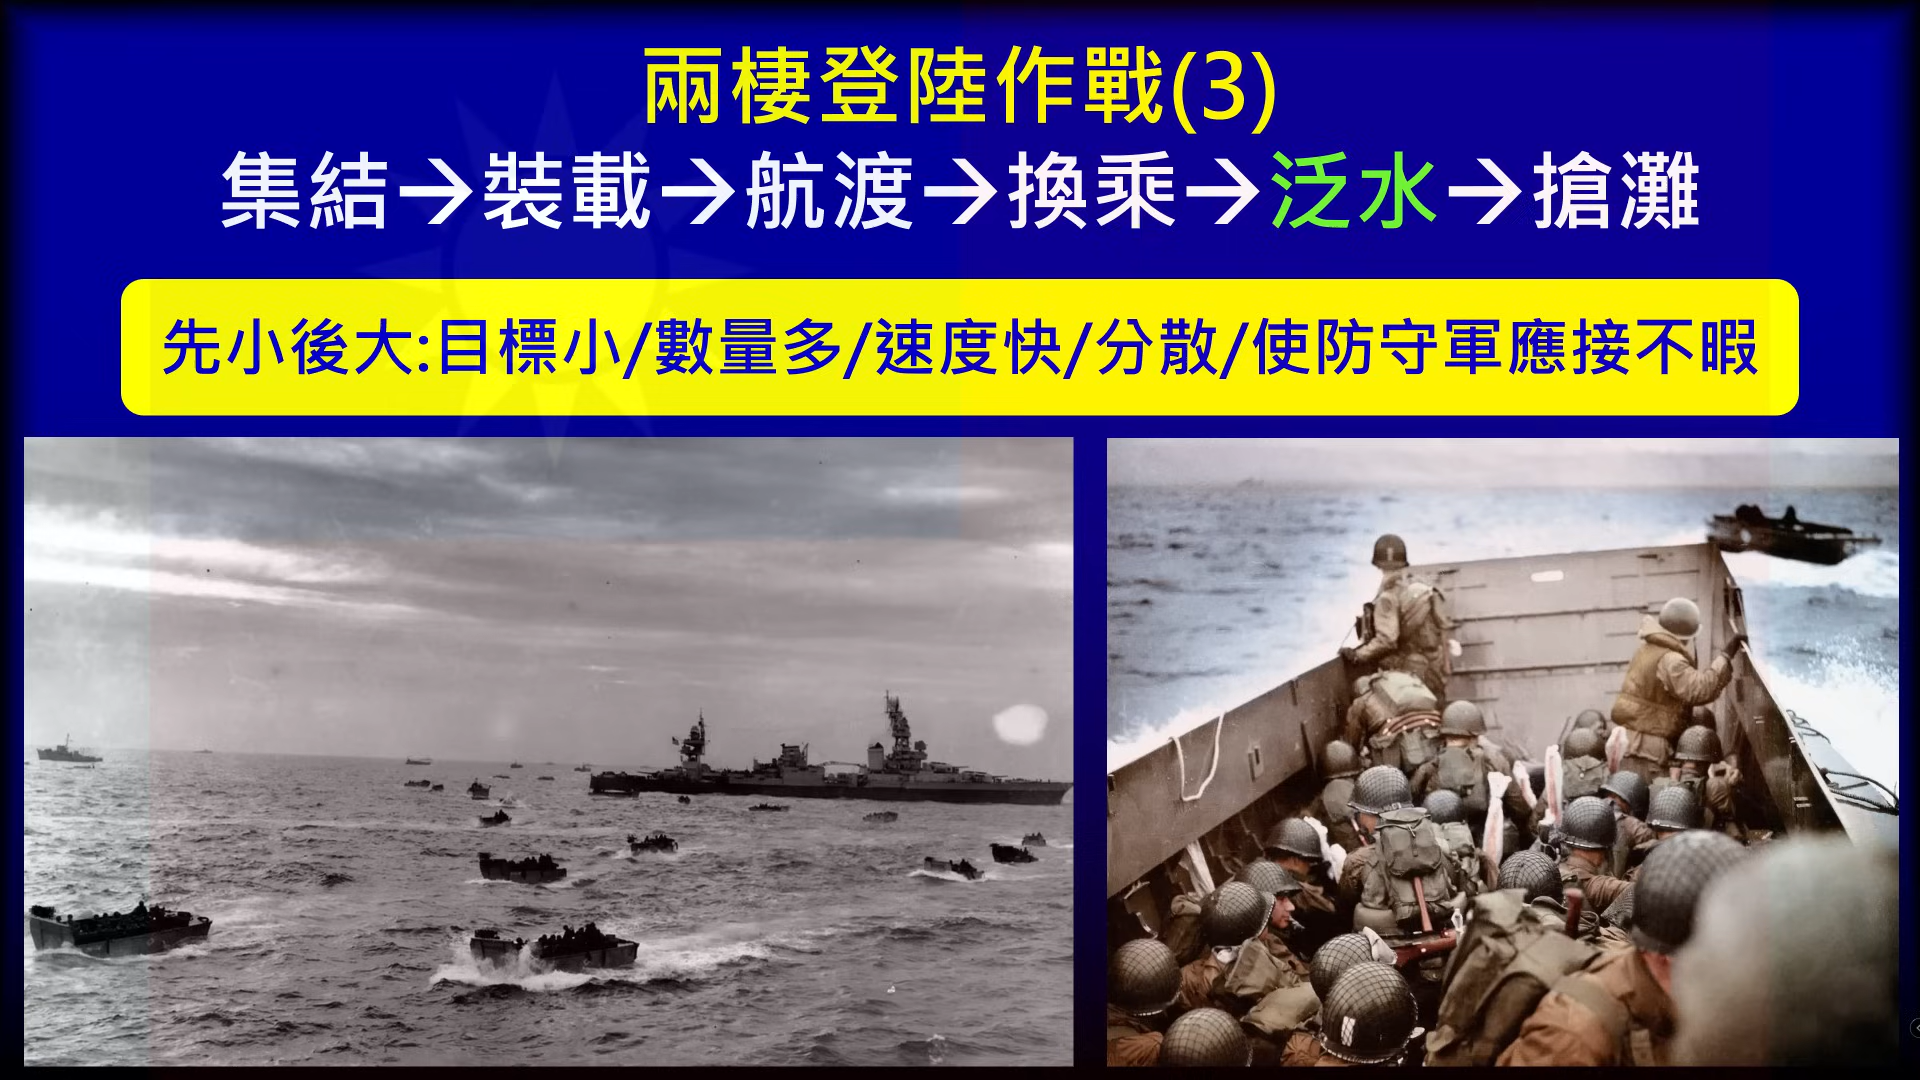 兩棲登陸作戰(3)
集結→裝載→航渡→換乘→泛水→搶灘
先小後大:目標小/數量多/速度快/分散/使防守軍應接不暇